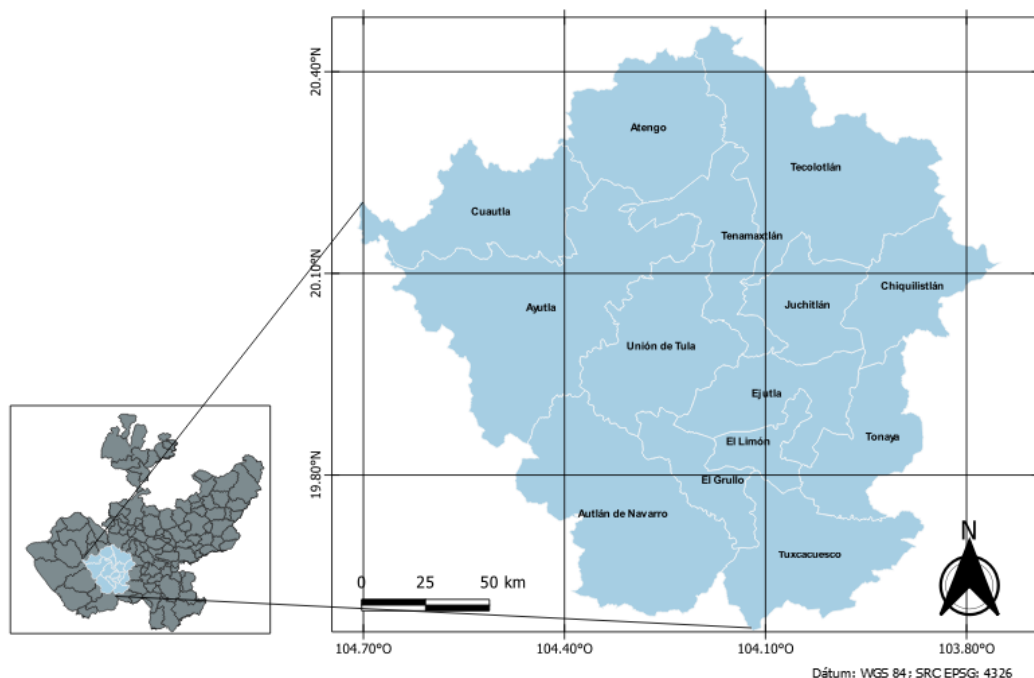 20.40°N
Atengo
Tecolotlán
Cuautla
Tenamaxtlán
20.10°N
Chiquilistlán
Ayutla
Juchitlán
Unión de Tula
Ejutla
El Limón
Tonaya
19.80°N
El Grullo
Autlán de Navarro
Tuxcacuesco
N
0 25 50 km
104.70°O 104.40°O 104.10°O 103.80°O
Dátum: WGS 84; SRC EPSG: 4326